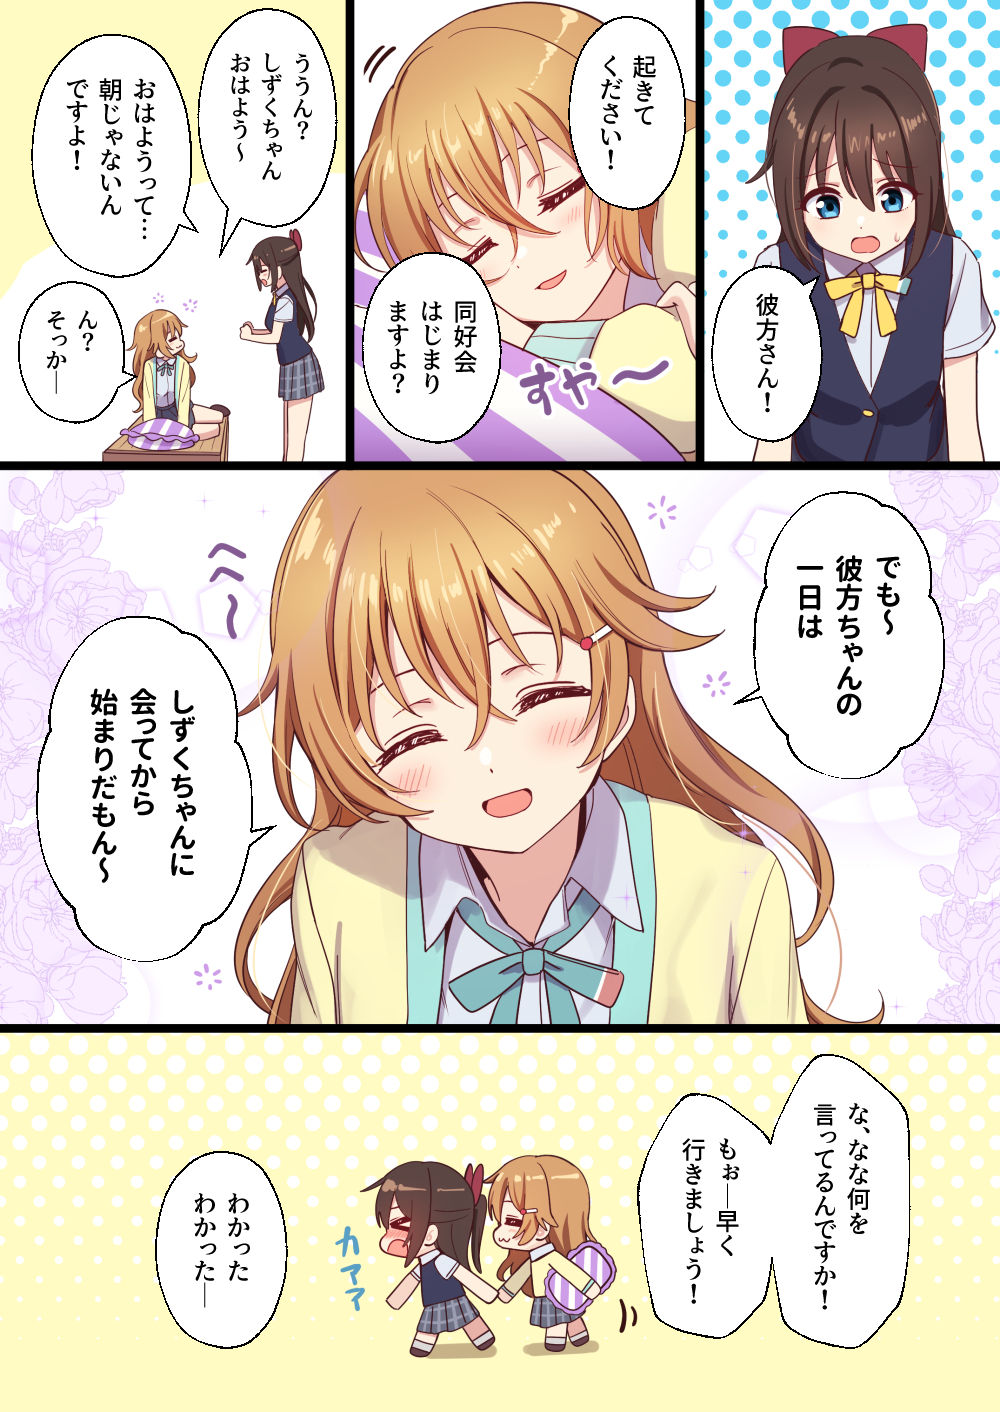 彼方さん！
起きて
ください！
同好会
はじまり
ますよ？
すや〜
ううん？
しずくちゃん
おはよう〜
おはようって…
朝じゃないん
ですよ！
ん？
そっか―
でも〜
彼方ちゃんの
一日は
へへ〜
しずくちゃんに
会ってから
始まりだもん〜
な、なな何を
言ってるんですか！
もぉ―早く
行きましょう！
カァァ
わかった
わかった―